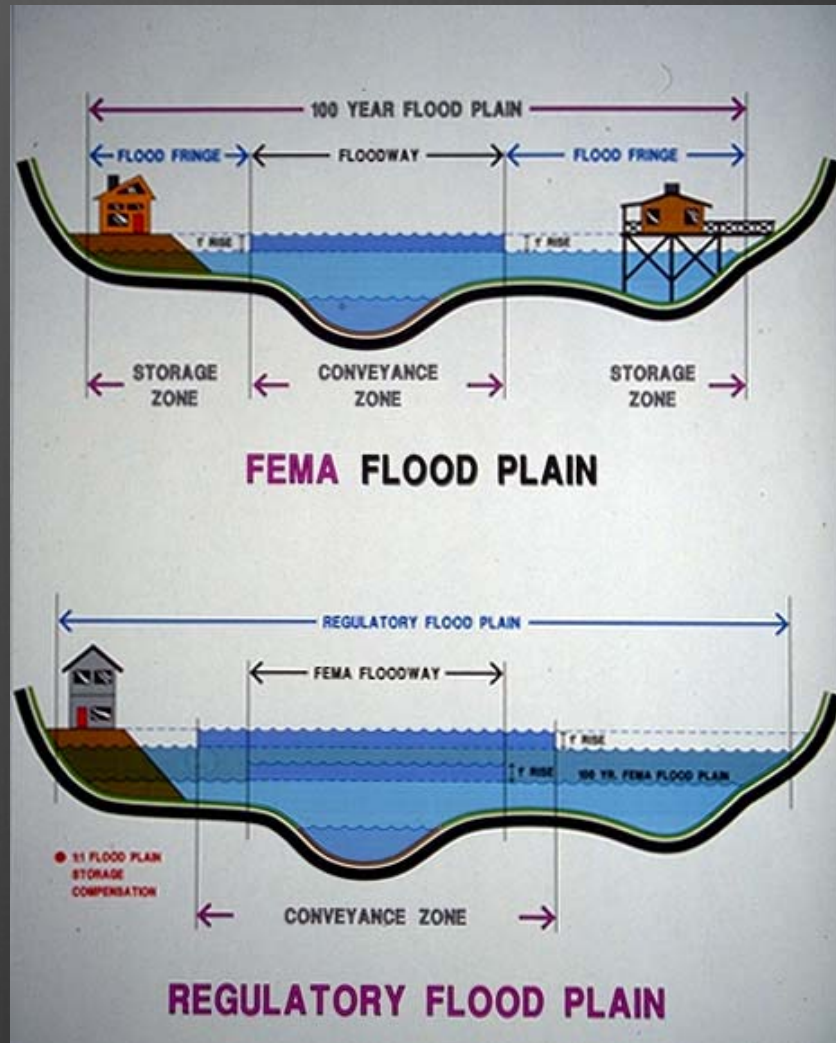 100 YEAR FLOOD PLAIN
FLOOD FRINGE
FLOODWAY
FLOOD FRINGE
1' RISE
1' RISE
STORAGE
ZONE
CONVEYANCE
ZONE
STORAGE
ZONE
FEMA FLOOD PLAIN
REGULATORY FLOOD PLAIN
FEMA FLOODWAY
1' RISE
1' RISE
100 YR. FEMA FLOOD PLAIN
1:1 FLOOD PLAIN
STORAGE
COMPENSATION
CONVEYANCE ZONE
REGULATORY FLOOD PLAIN